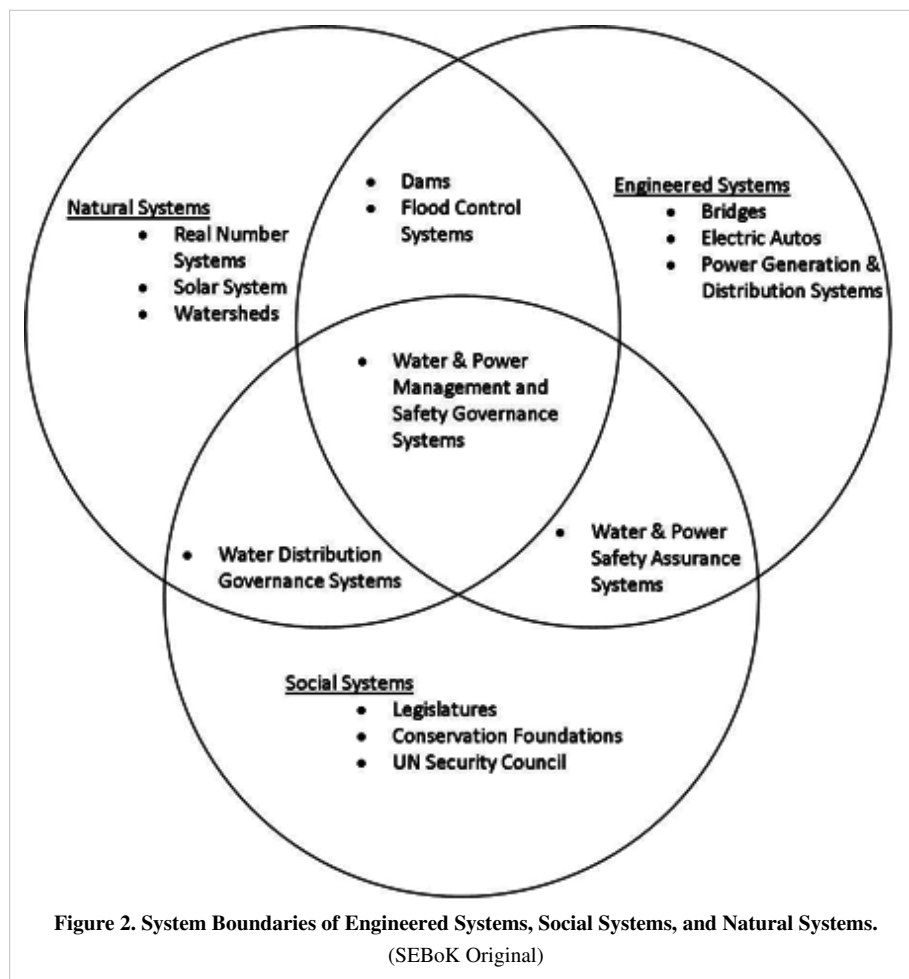 Natural Systems
• Real Number
Systems
• Solar System
• Watersheds
• Dams
• Flood Control
Systems
Engineered Systems
• Bridges
• Electric Autos
• Power Generation &
Distribution Systems
• Water & Power
Management and
Safety Governance
Systems
• Water Distribution
Governance Systems
• Water & Power
Safety Assurance
Systems
Social Systems
• Legislatures
• Conservation Foundations
• UN Security Council
Figure 2. System Boundaries of Engineered Systems, Social Systems, and Natural Systems.
(SEBoK Original)